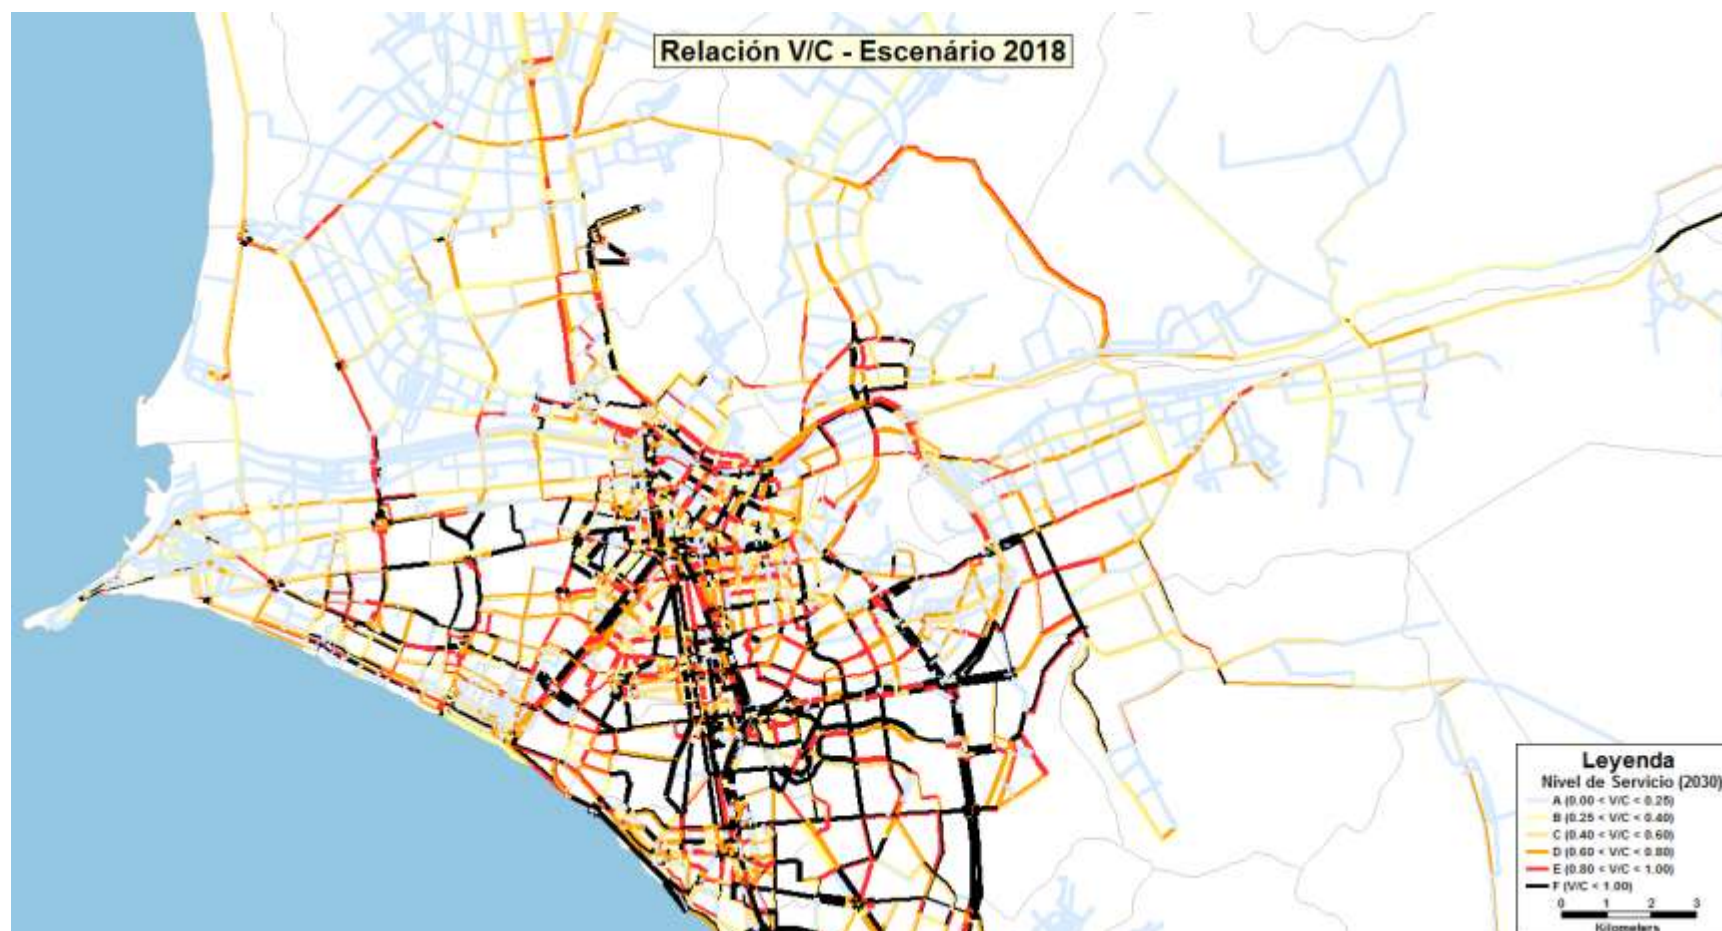 Relación V/C - Escenário 2018
Leyenda
Nivel de Servicio (2030)
A (0.00 < V/C < 0.25)
B (0.25 < V/C < 0.40)
C (0.40 < V/C < 0.60)
D (0.60 < V/C < 0.80)
E (0.80 < V/C < 1.00)
F (V/C < 1.00)
0 1 2 3
Kilometers